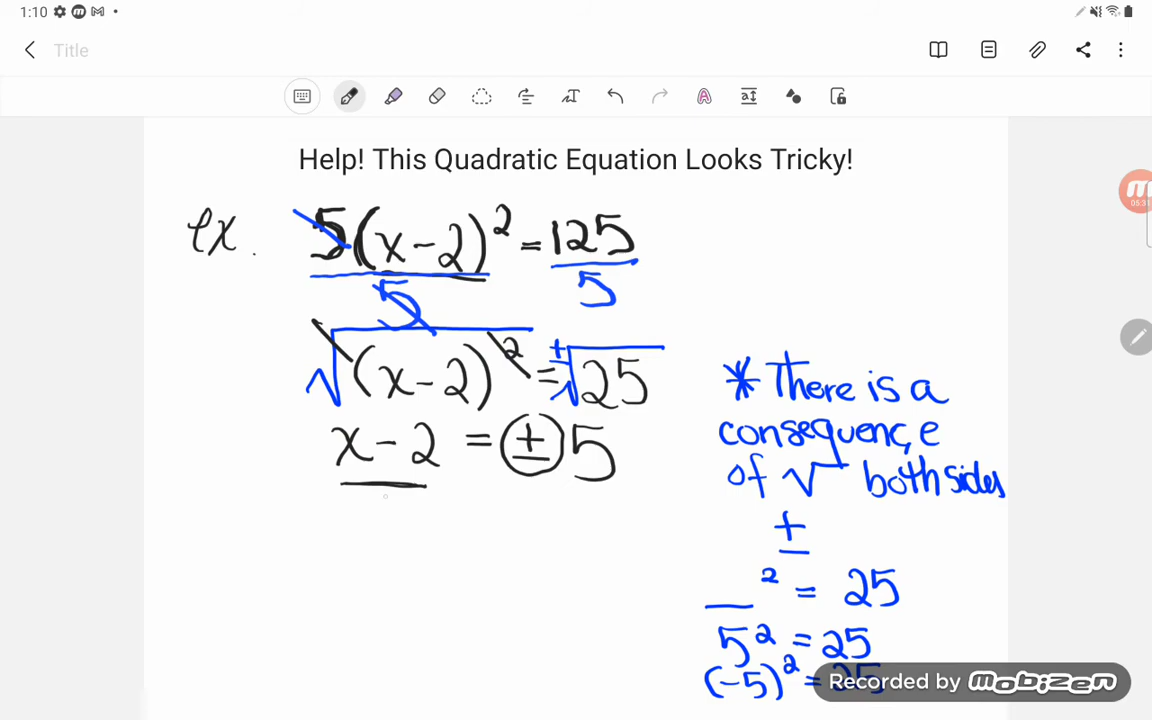 1:10
Title
Help! This Quadratic Equation Looks Tricky!
ex. 5(x-2)² = 125
5 5
√(x-2)² = ±√25
x-2 = ±5
* There is a
consequence
of √ both sides
±
__² = 25
5² = 25
(-5)² = 25
Recorded by mobizen